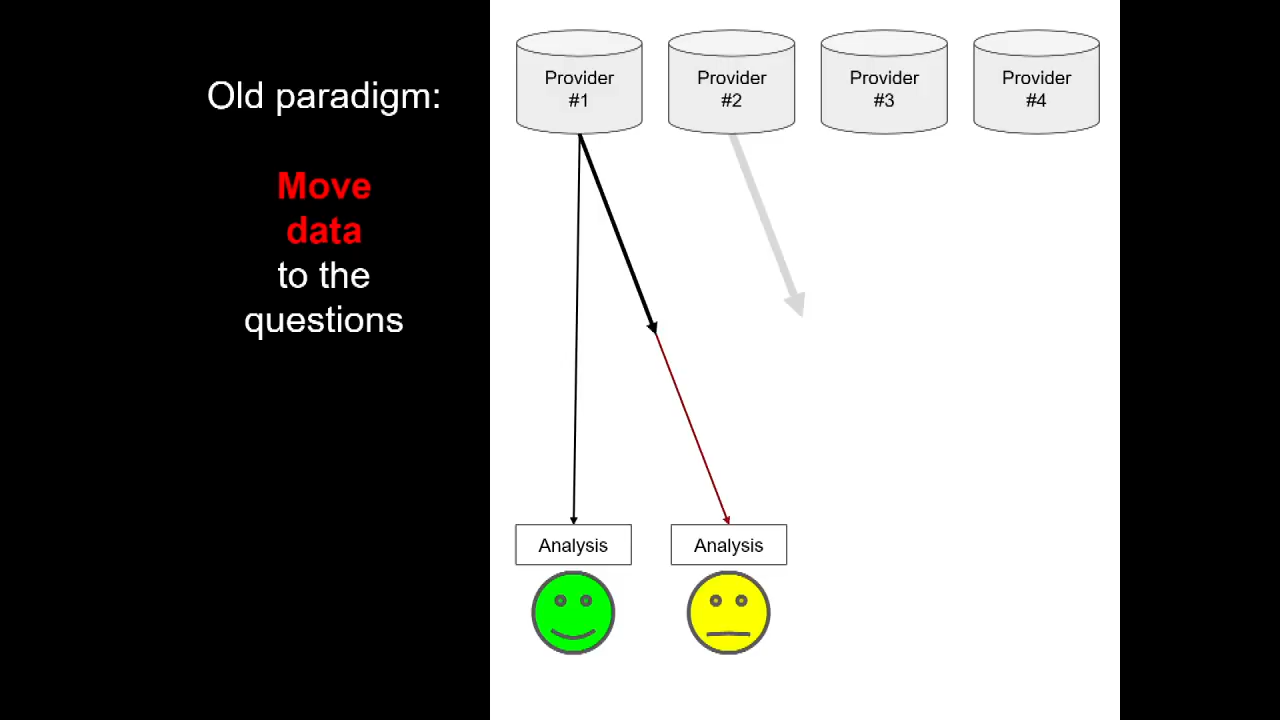 Old paradigm:
Move
data
to the
questions
Provider
#1
Provider
#2
Provider
#3
Provider
#4
Analysis
Analysis